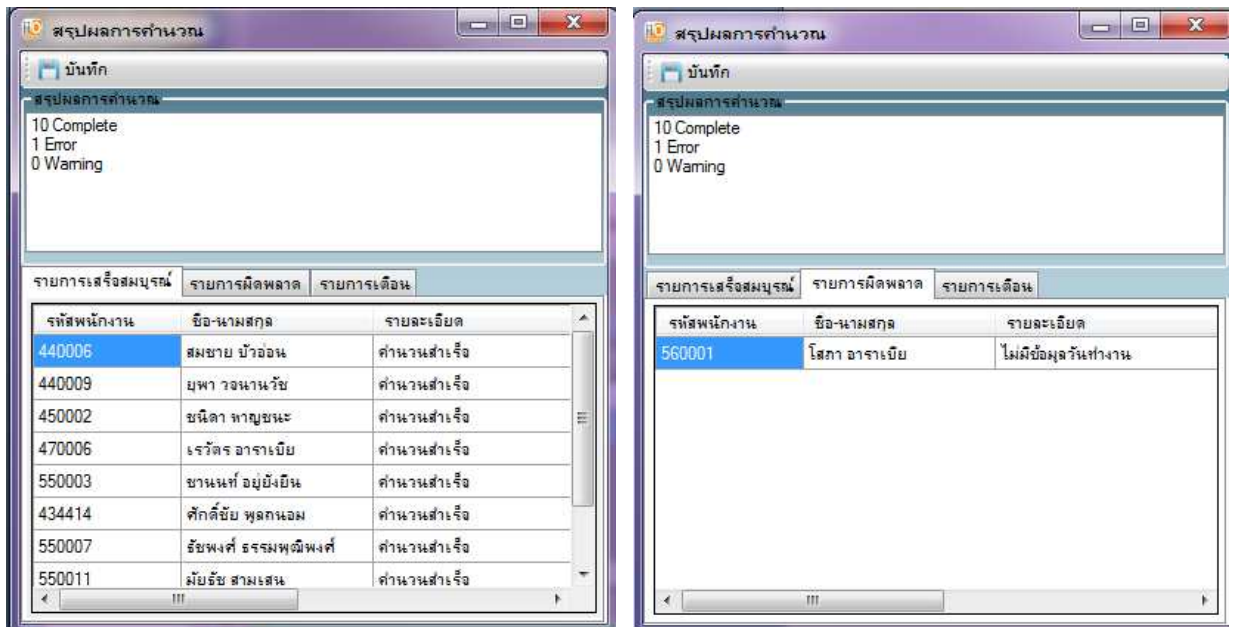 สรุปผลการคำนวณ
บันทึก
สรุปผลการคำนวณ
10 Complete
1 Error
0 Warning
รายการเสร็จสมบูรณ์ รายการผิดพลาด รายการเตือน
รหัสพนักงาน ชื่อ-นามสกุล รายละเอียด
440006 สมชาย บัวอ่อน คำนวนสำเร็จ
440009 ยุพา วจนานวัช คำนวนสำเร็จ
450002 ชนิดา หาญชนะ คำนวนสำเร็จ
470006 เรวัตร อาราเบีย คำนวนสำเร็จ
550003 ชานนท์ อยู่ยังยืน คำนวนสำเร็จ
434414 ศักดิ์ชัย พูลถนอม คำนวนสำเร็จ
550007 ธัชพงศ์ ธรรมพุฒิพงศ์ คำนวนสำเร็จ
550011 มัยธัช สามเสน คำนวนสำเร็จ
สรุปผลการคำนวณ
บันทึก
สรุปผลการคำนวณ
10 Complete
1 Error
0 Warning
รายการเสร็จสมบูรณ์ รายการผิดพลาด รายการเตือน
รหัสพนักงาน ชื่อ-นามสกุล รายละเอียด
560001 โสภา อาราเบีย ไม่มีข้อมูลวันทำงาน